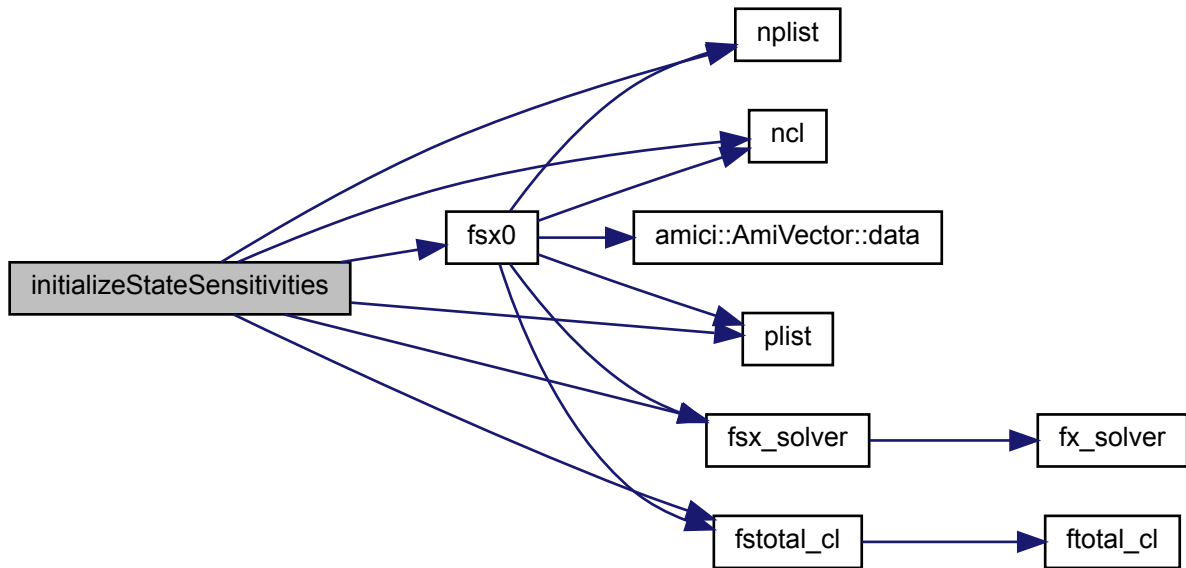 nplist
ncl
fsx0
amici::AmiVector::data
initializeStateSensitivities
plist
fsx_solver
fx_solver
fstotal_cl
ftotal_cl